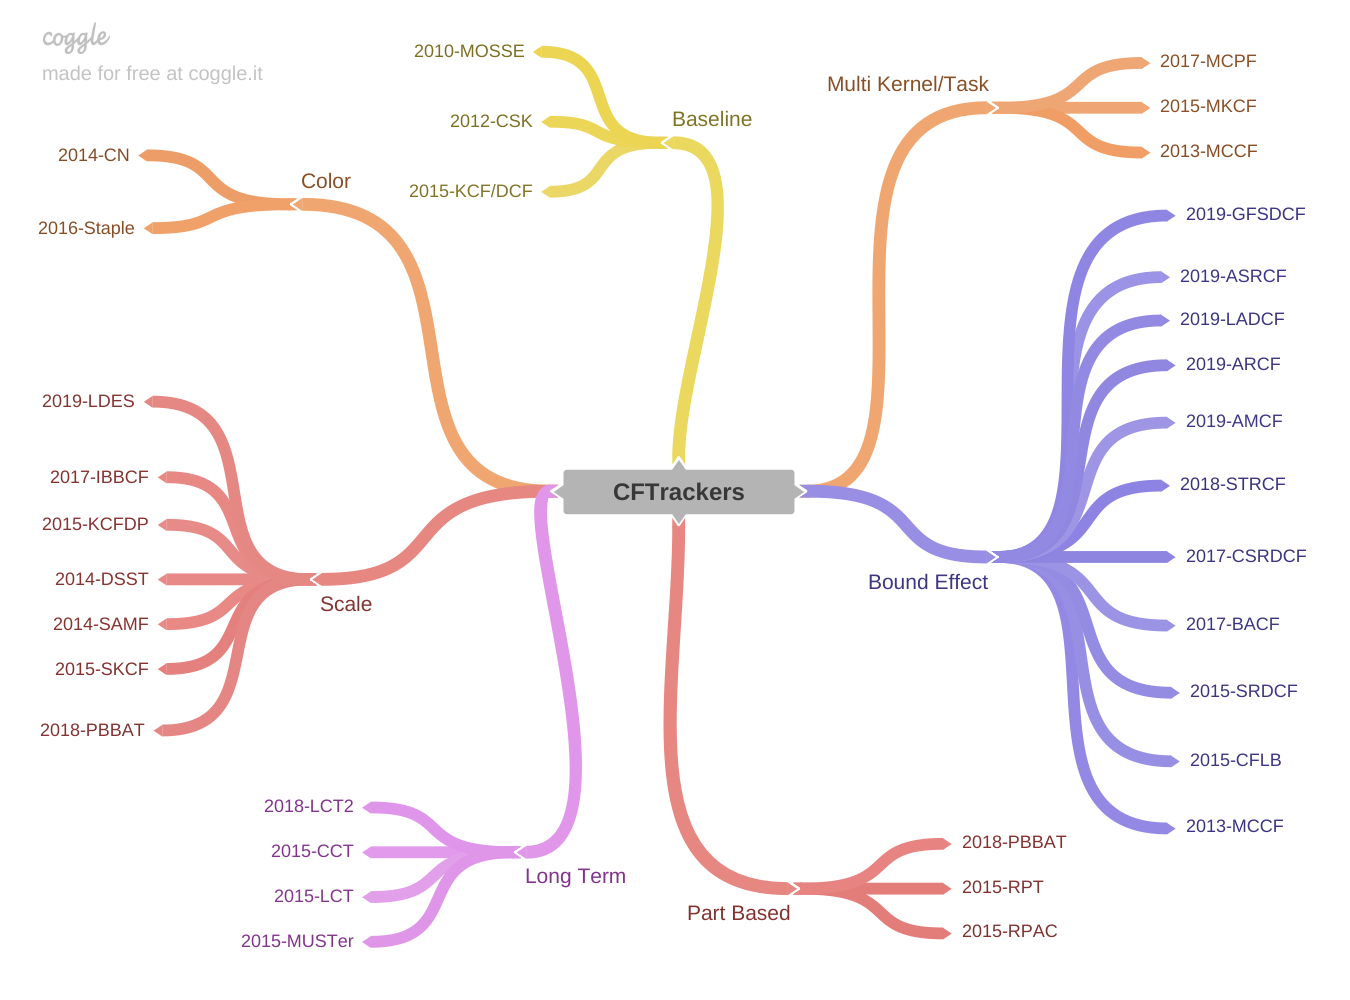 coggle
made for free at coggle.it
CFTrackers
Baseline
2010-MOSSE
2012-CSK
2015-KCF/DCF
Color
2014-CN
2016-Staple
Scale
2019-LDES
2017-IBBCF
2015-KCFDP
2014-DSST
2014-SAMF
2015-SKCF
2018-PBBAT
Long Term
2018-LCT2
2015-CCT
2015-LCT
2015-MUSTer
Multi Kernel/Task
2017-MCPF
2015-MKCF
2013-MCCF
Bound Effect
2019-GFSDCF
2019-ASRCF
2019-LADCF
2019-ARCF
2019-AMCF
2018-STRCF
2017-CSRDCF
2017-BACF
2015-SRDCF
2015-CFLB
2013-MCCF
Part Based
2018-PBBAT
2015-RPT
2015-RPAC